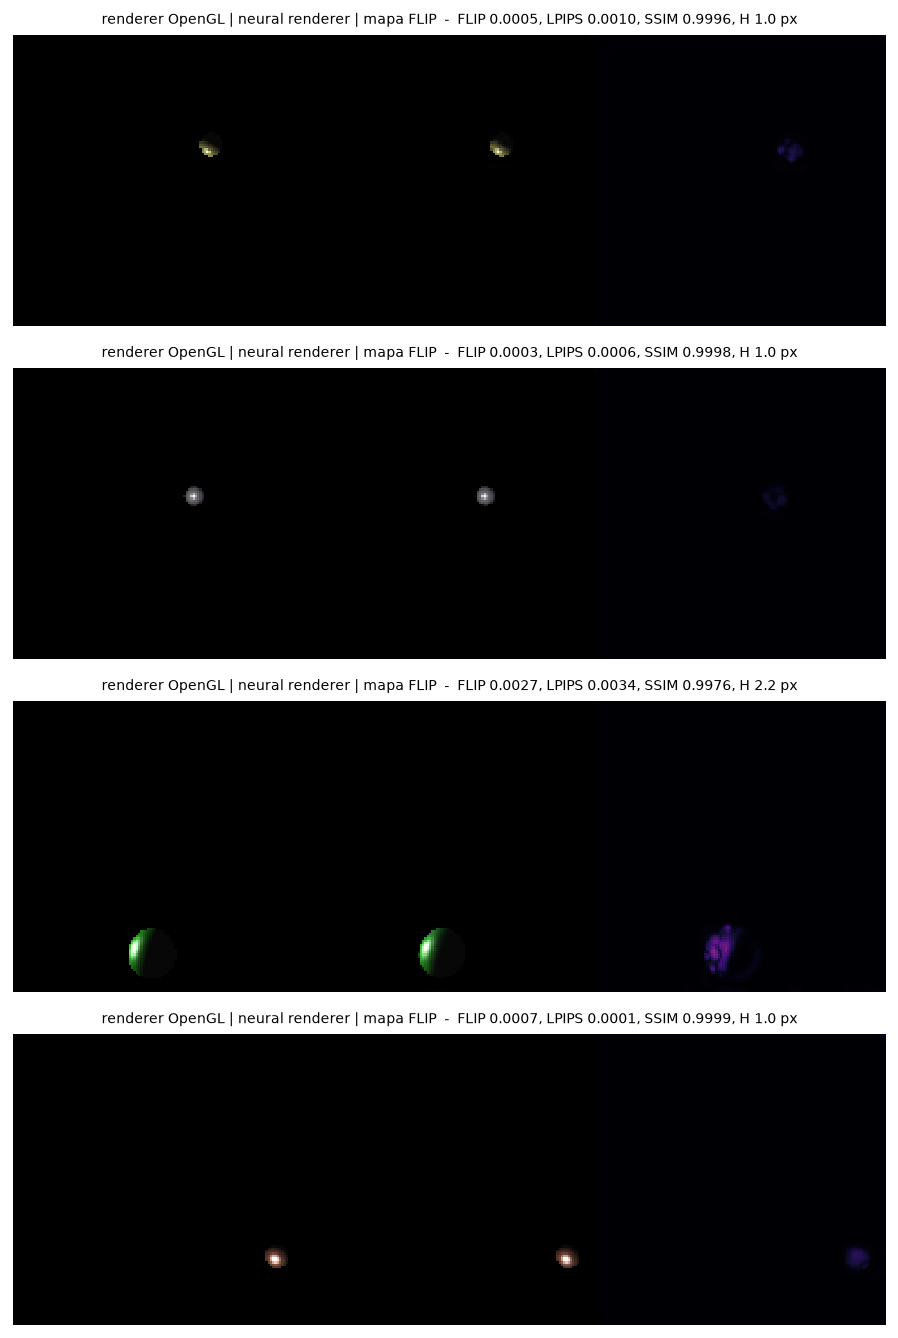 renderer OpenGL | neural renderer | mapa FLIP - FLIP 0.0005, LPIPS 0.0010, SSIM 0.9996, H 1.0 px
renderer OpenGL | neural renderer | mapa FLIP - FLIP 0.0003, LPIPS 0.0006, SSIM 0.9998, H 1.0 px
renderer OpenGL | neural renderer | mapa FLIP - FLIP 0.0027, LPIPS 0.0034, SSIM 0.9976, H 2.2 px
renderer OpenGL | neural renderer | mapa FLIP - FLIP 0.0007, LPIPS 0.0001, SSIM 0.9999, H 1.0 px